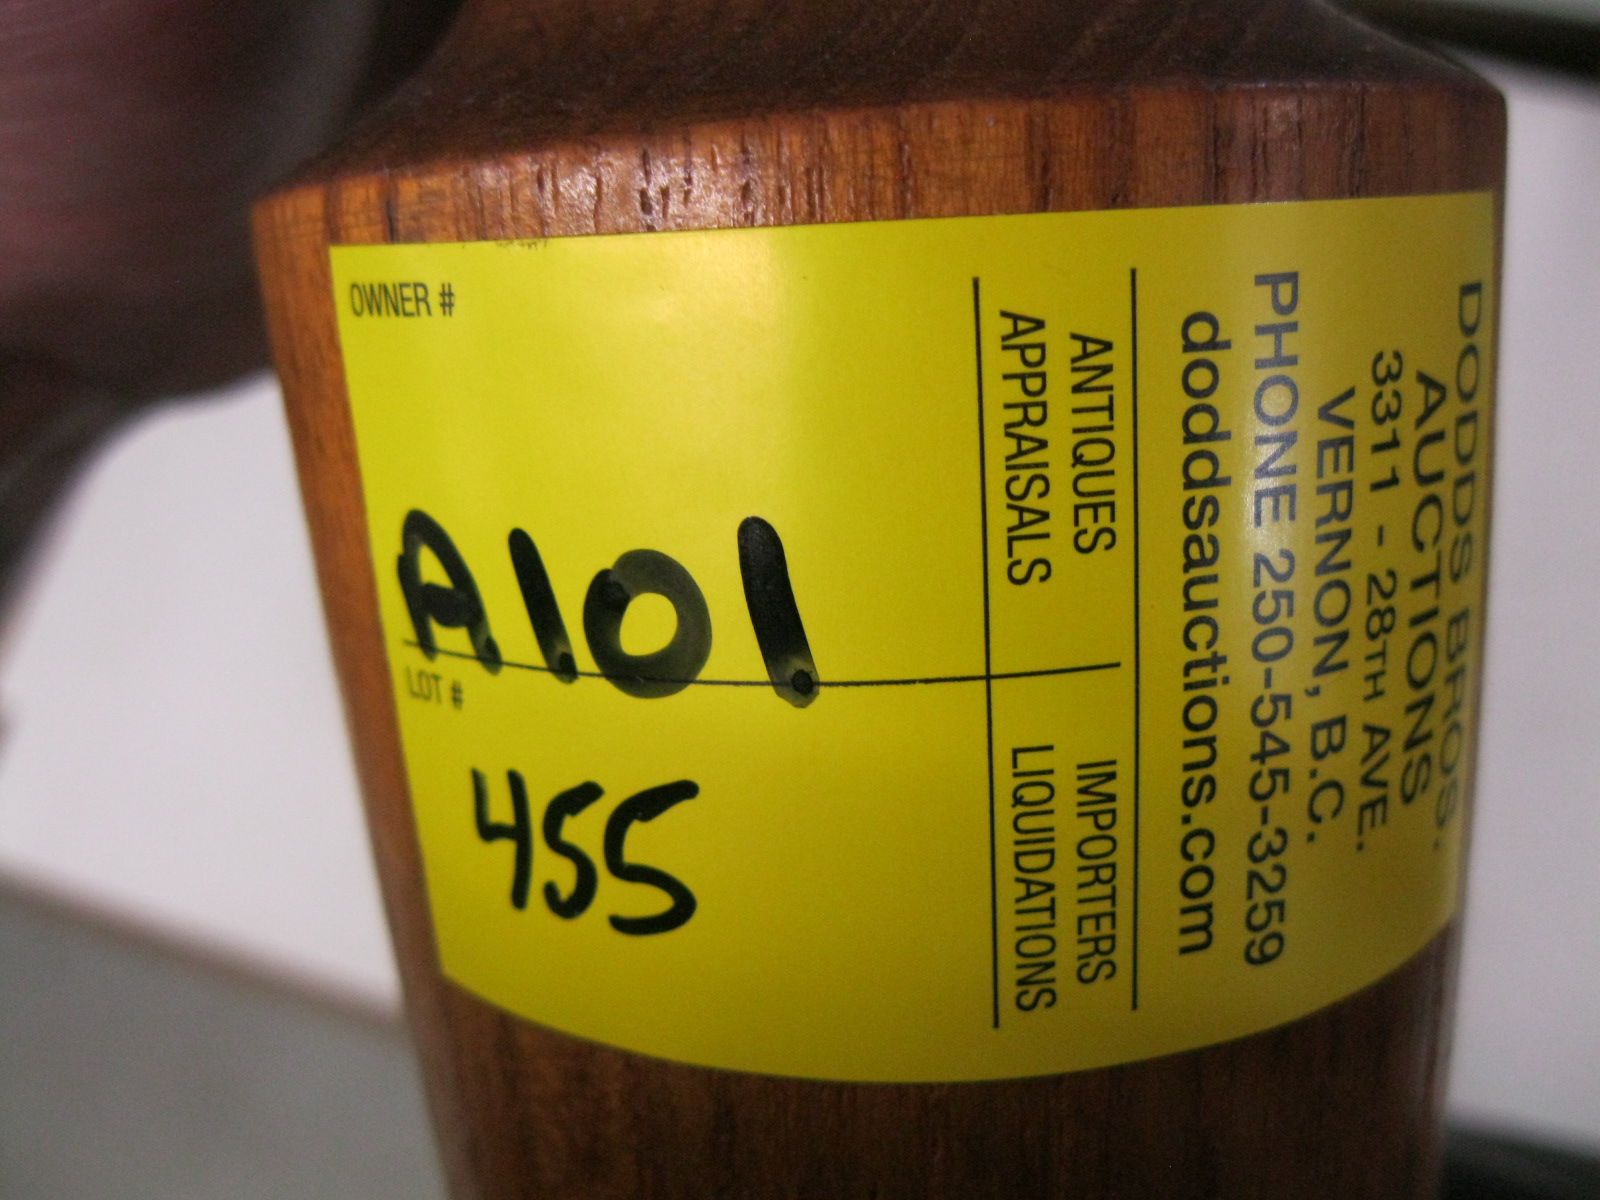 OWNER #
A101
LOT #
455
DODDS BROS.
AUCTIONS
3311 - 28TH AVE.
VERNON, B.C.
PHONE 250-545-3259
doddsauctions.com
ANTIQUES
APPRAISALS
IMPORTERS
LIQUIDATIONS